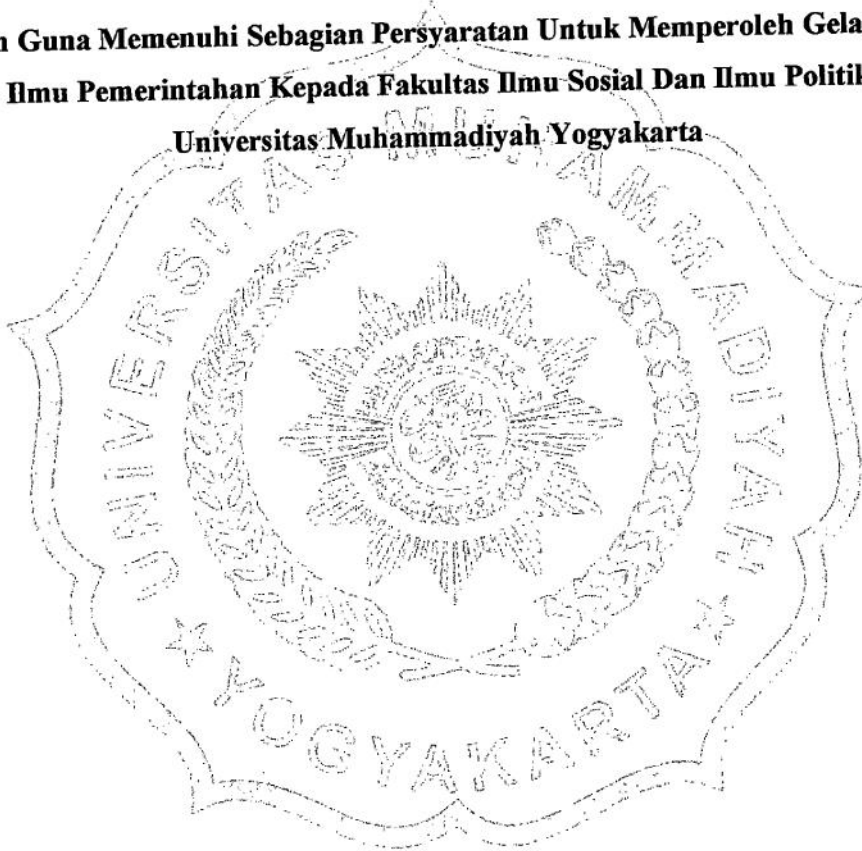 Guna Memenuhi Sebagian Persyaratan Untuk Memperoleh
Ilmu Pemerintahan Kepada Fakultas Ilmu Sosial Dan Ilmu Politik
Universitas Muhammadiyah Yogyakarta
UNIVERSITAS MUHAMMADIYAH
YOGYAKARTA